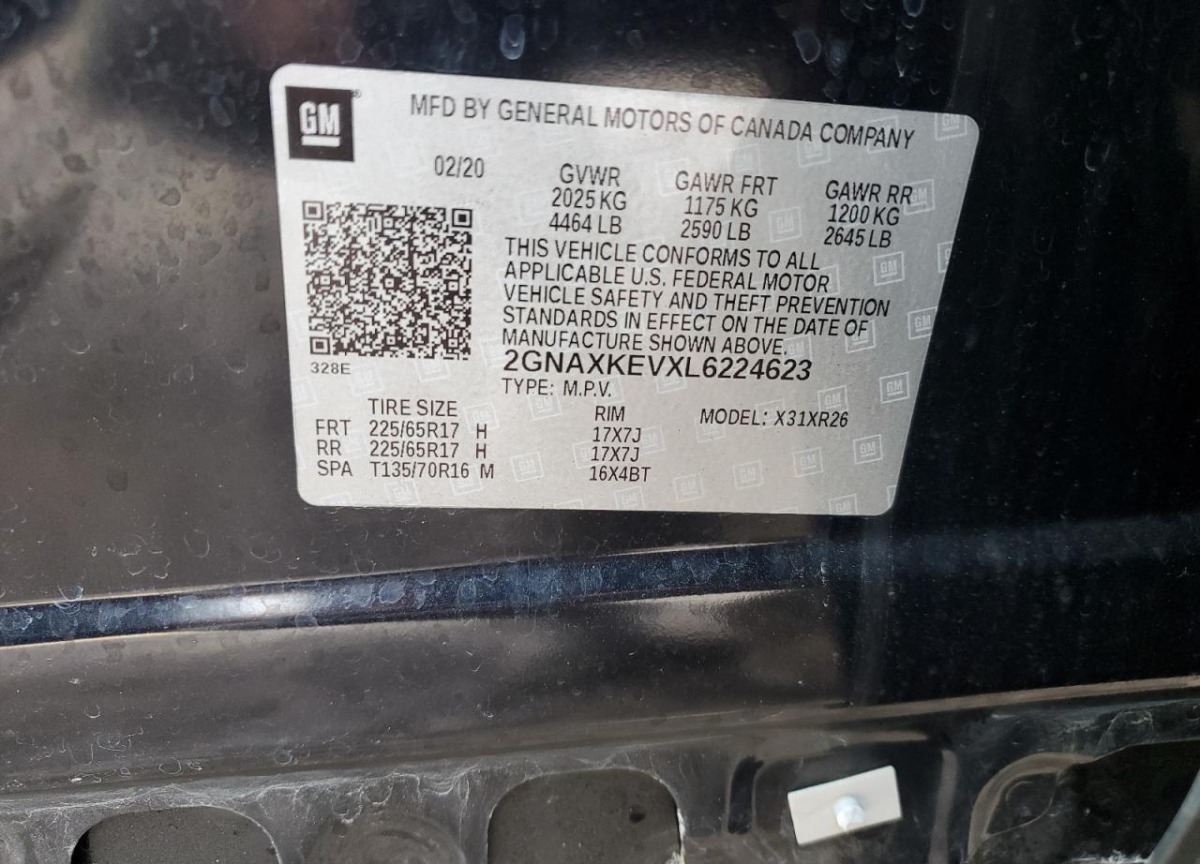 GM
MFD BY GENERAL MOTORS OF CANADA COMPANY
02/20
GVWR GAWR FRT GAWR RR
2025 KG 1175 KG 1200 KG
4464 LB 2590 LB 2645 LB
THIS VEHICLE CONFORMS TO ALL
APPLICABLE U.S. FEDERAL MOTOR
VEHICLE SAFETY AND THEFT PREVENTION
STANDARDS IN EFFECT ON THE DATE OF
MANUFACTURE SHOWN ABOVE.
328E
2GNAXKEVXL6224623
TYPE: M.P.V.
TIRE SIZE RIM MODEL: X31XR26
FRT 225/65R17 H 17X7J
RR 225/65R17 H 17X7J
SPA T135/70R16 M 16X4BT